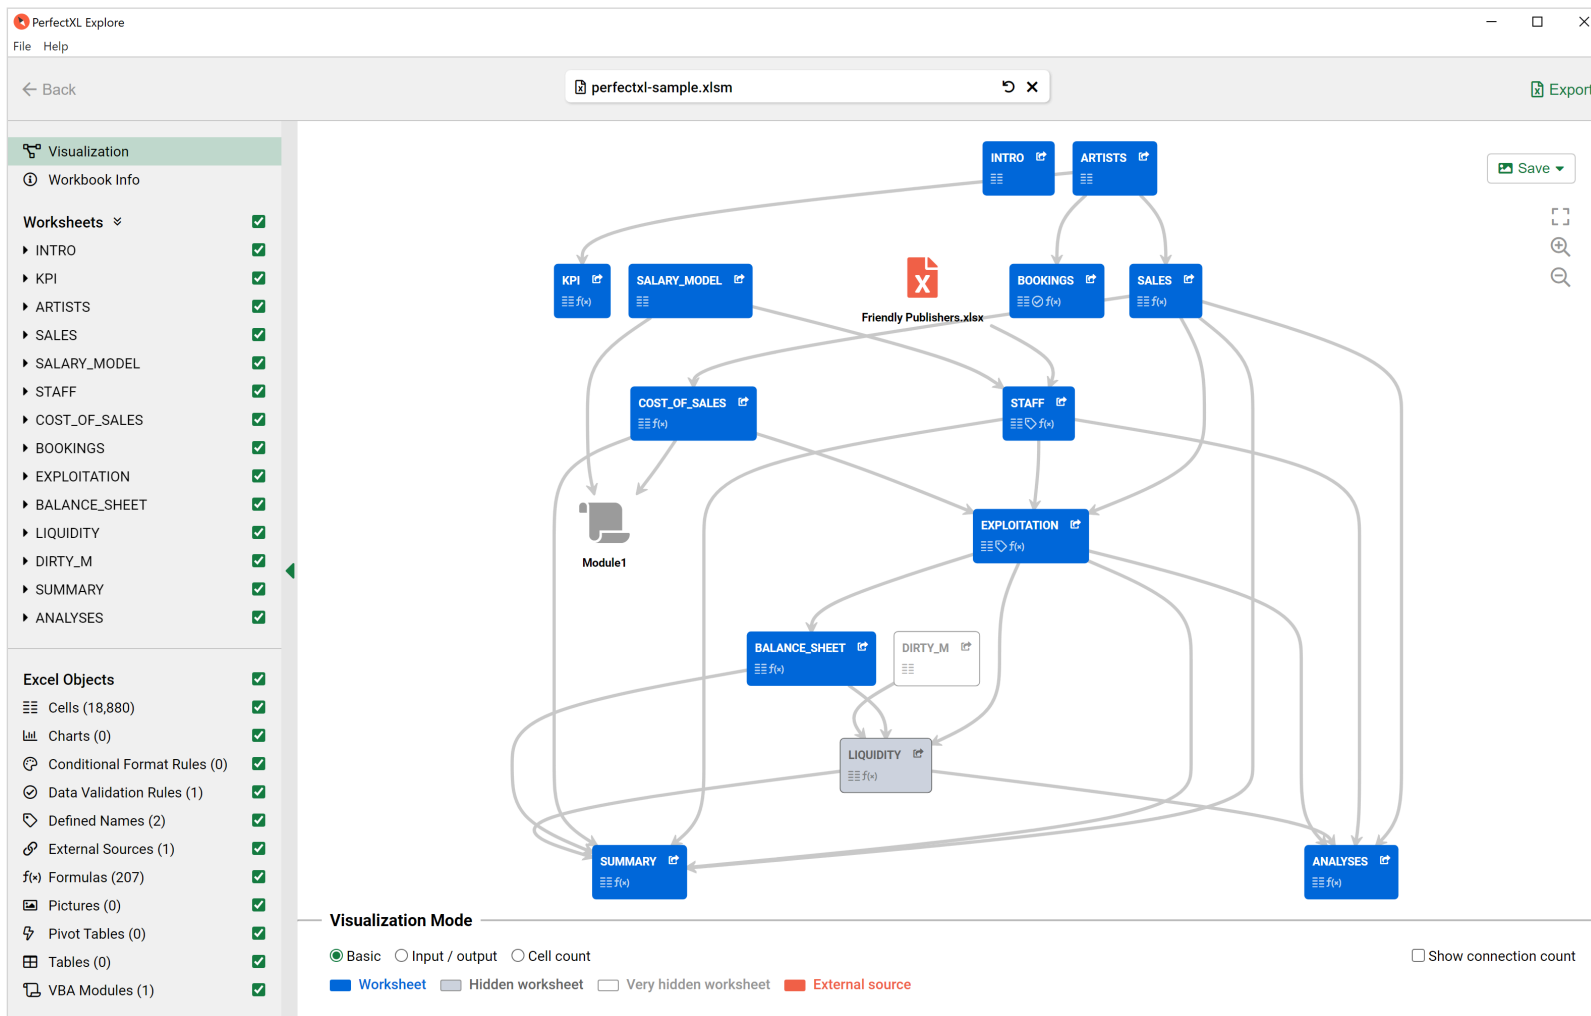 PerfectXL Explore
File Help
Back
perfectxl-sample.xlsm
Export
Visualization
Workbook Info
Worksheets
INTRO
KPI
ARTISTS
SALES
SALARY_MODEL
STAFF
COST_OF_SALES
BOOKINGS
EXPLOITATION
BALANCE_SHEET
LIQUIDITY
DIRTY_M
SUMMARY
ANALYSES
Excel Objects
Cells (18,880)
Charts (0)
Conditional Format Rules (0)
Data Validation Rules (1)
Defined Names (2)
External Sources (1)
f(x) Formulas (207)
Pictures (0)
Pivot Tables (0)
Tables (0)
VBA Modules (1)
INTRO
ARTISTS
Save
KPI
f(x)
SALARY_MODEL
Friendly Publishers.xlsx
BOOKINGS
f(x)
SALES
f(x)
COST_OF_SALES
f(x)
STAFF
f(x)
Module1
EXPLOITATION
f(x)
BALANCE_SHEET
f(x)
DIRTY_M
LIQUIDITY
f(x)
SUMMARY
f(x)
ANALYSES
f(x)
Visualization Mode
Basic Input / output Cell count
Show connection count
Worksheet Hidden worksheet Very hidden worksheet External source